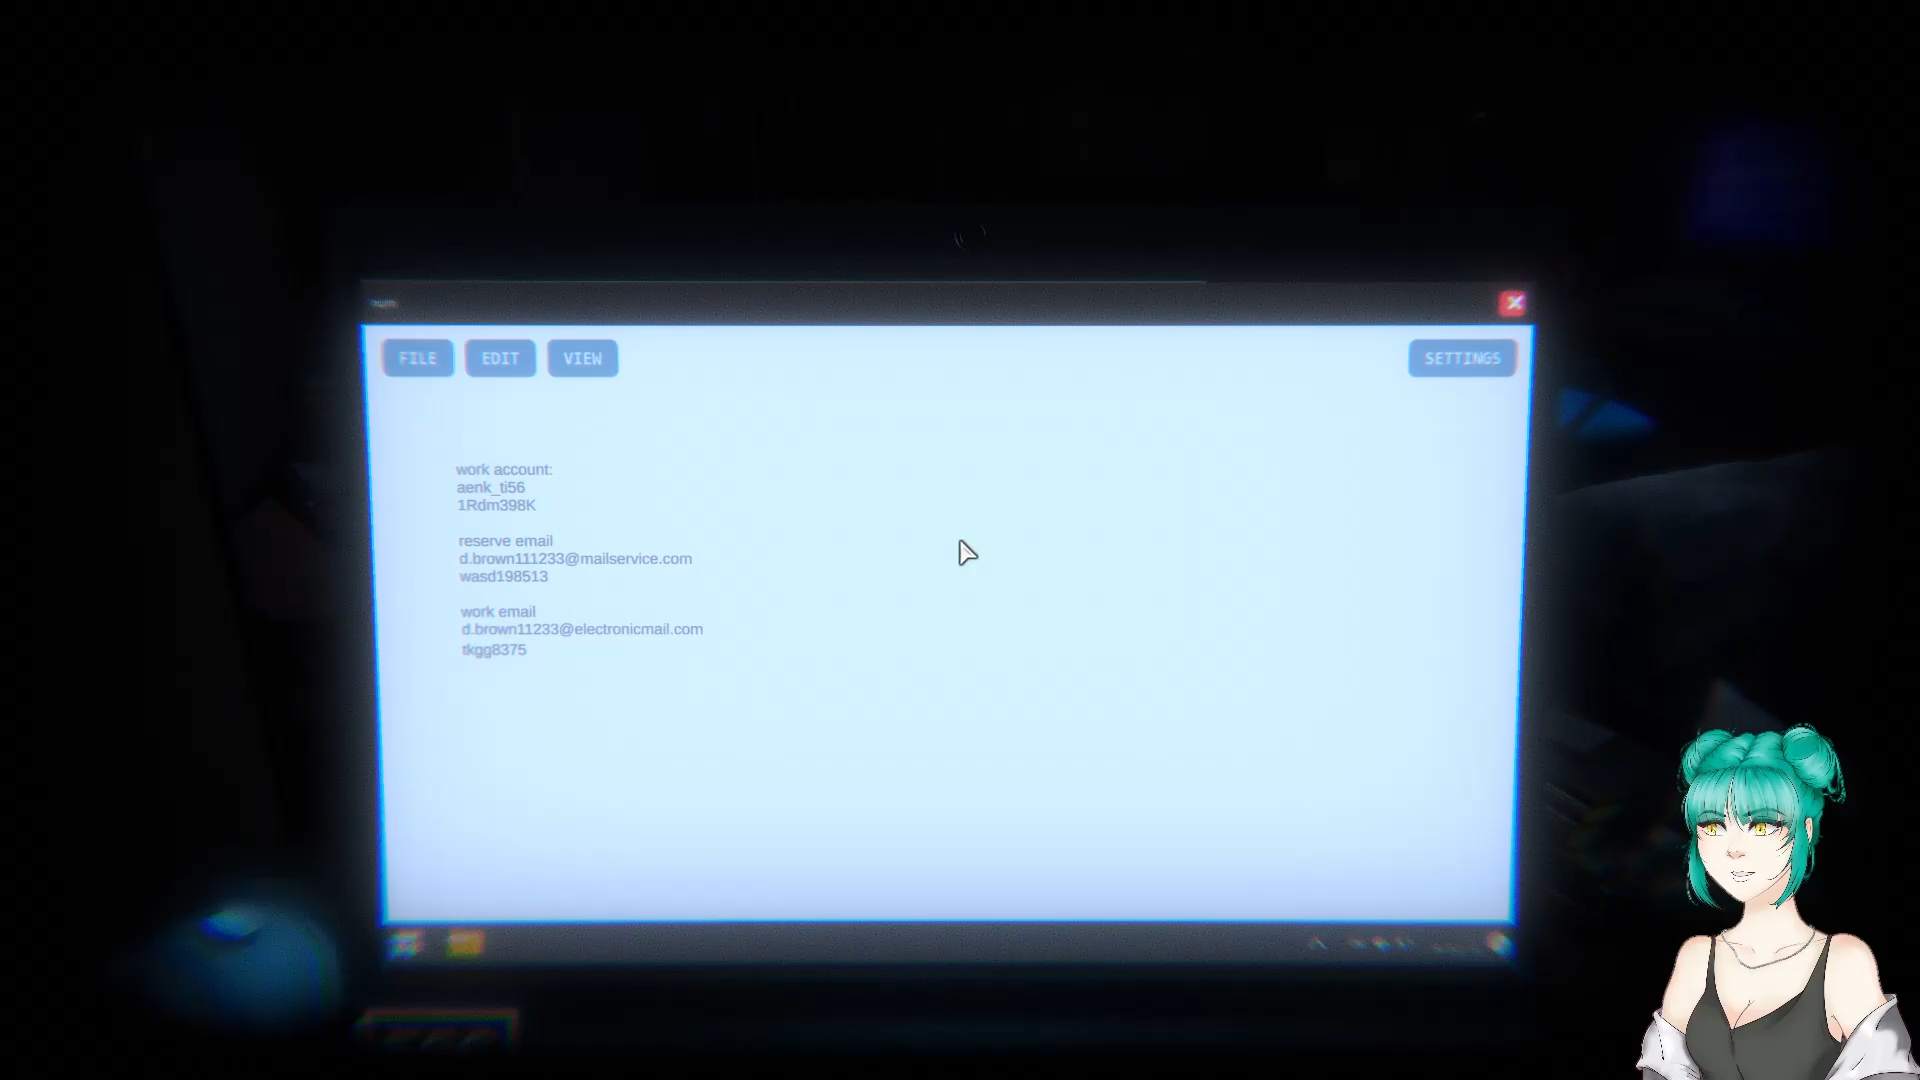 FILE
EDIT
VIEW
SETTINGS
work account:
aenk_ti56
1Rdm398K
reserve email
d.brown111233@mailservice.com
wasd198513
work email
d.brown11233@electronicmail.com
tkgg8375